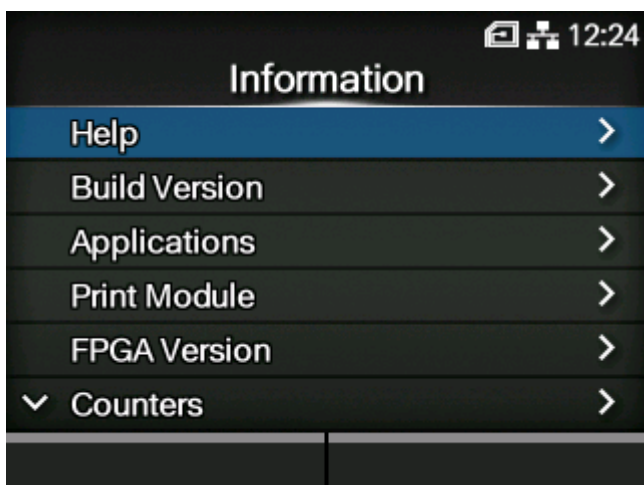 12:24
Information
Help
Build Version
Applications
Print Module
FPGA Version
Counters